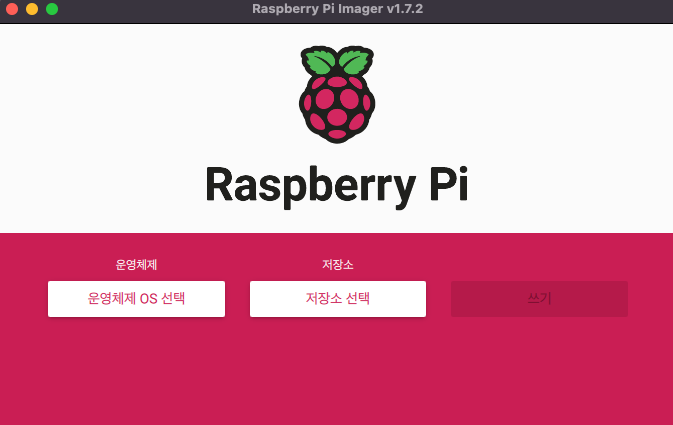 Raspberry Pi Imager v1.7.2
Raspberry Pi
운영체제
저장소
운영체제 OS 선택
저장소 선택
쓰기